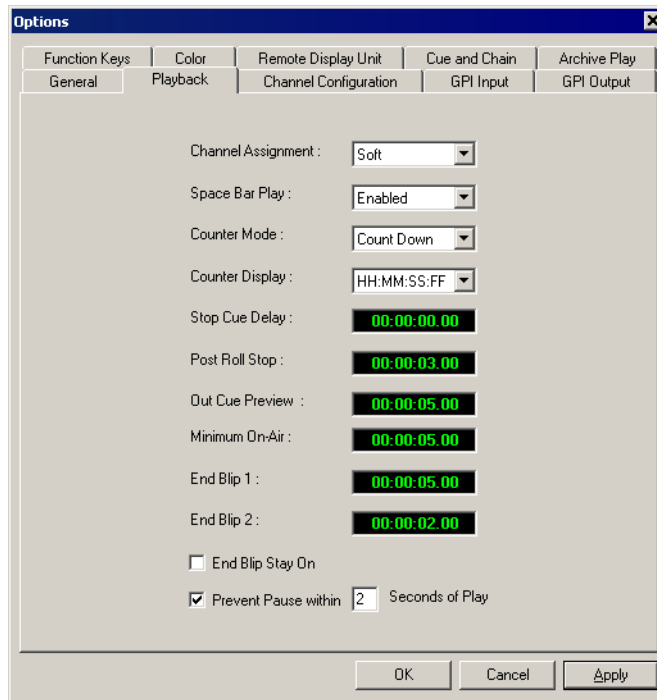 Options
Function Keys Color Remote Display Unit Cue and Chain Archive Play
General Playback Channel Configuration GPI Input GPI Output
Channel Assignment : Soft
Space Bar Play : Enabled
Counter Mode : Count Down
Counter Display : HH:MM:SS:FF
Stop Cue Delay : 00:00:00.00
Post Roll Stop : 00:00:03.00
Out Cue Preview : 00:00:05.00
Minimum On-Air : 00:00:05.00
End Blip 1 : 00:00:05.00
End Blip 2 : 00:00:02.00
End Blip Stay On
Prevent Pause within 2 Seconds of Play
OK Cancel Apply